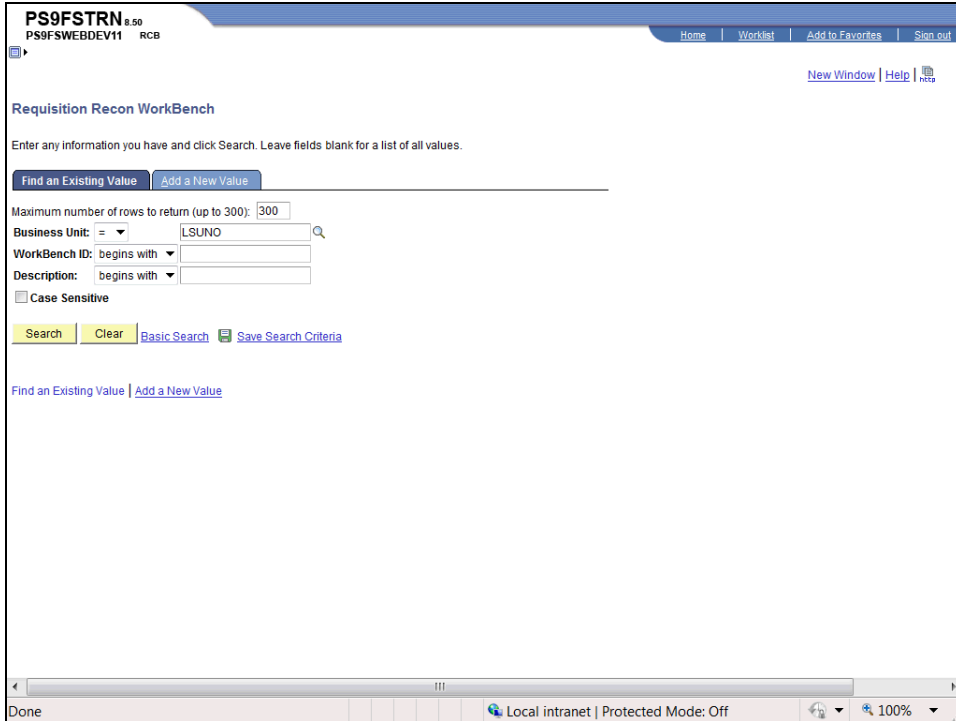 PS9FSTRN 8.50
PS9FSWEBDEV11 RCB
Home | Worklist | Add to Favorites | Sign out
New Window | Help | http
Requisition Recon WorkBench
Enter any information you have and click Search. Leave fields blank for a list of all values.
Find an Existing Value Add a New Value
Maximum number of rows to return (up to 300): 300
Business Unit: = LSUNO
WorkBench ID: begins with
Description: begins with
Case Sensitive
Search Clear Basic Search Save Search Criteria
Find an Existing Value | Add a New Value
Done Local intranet | Protected Mode: Off 100%